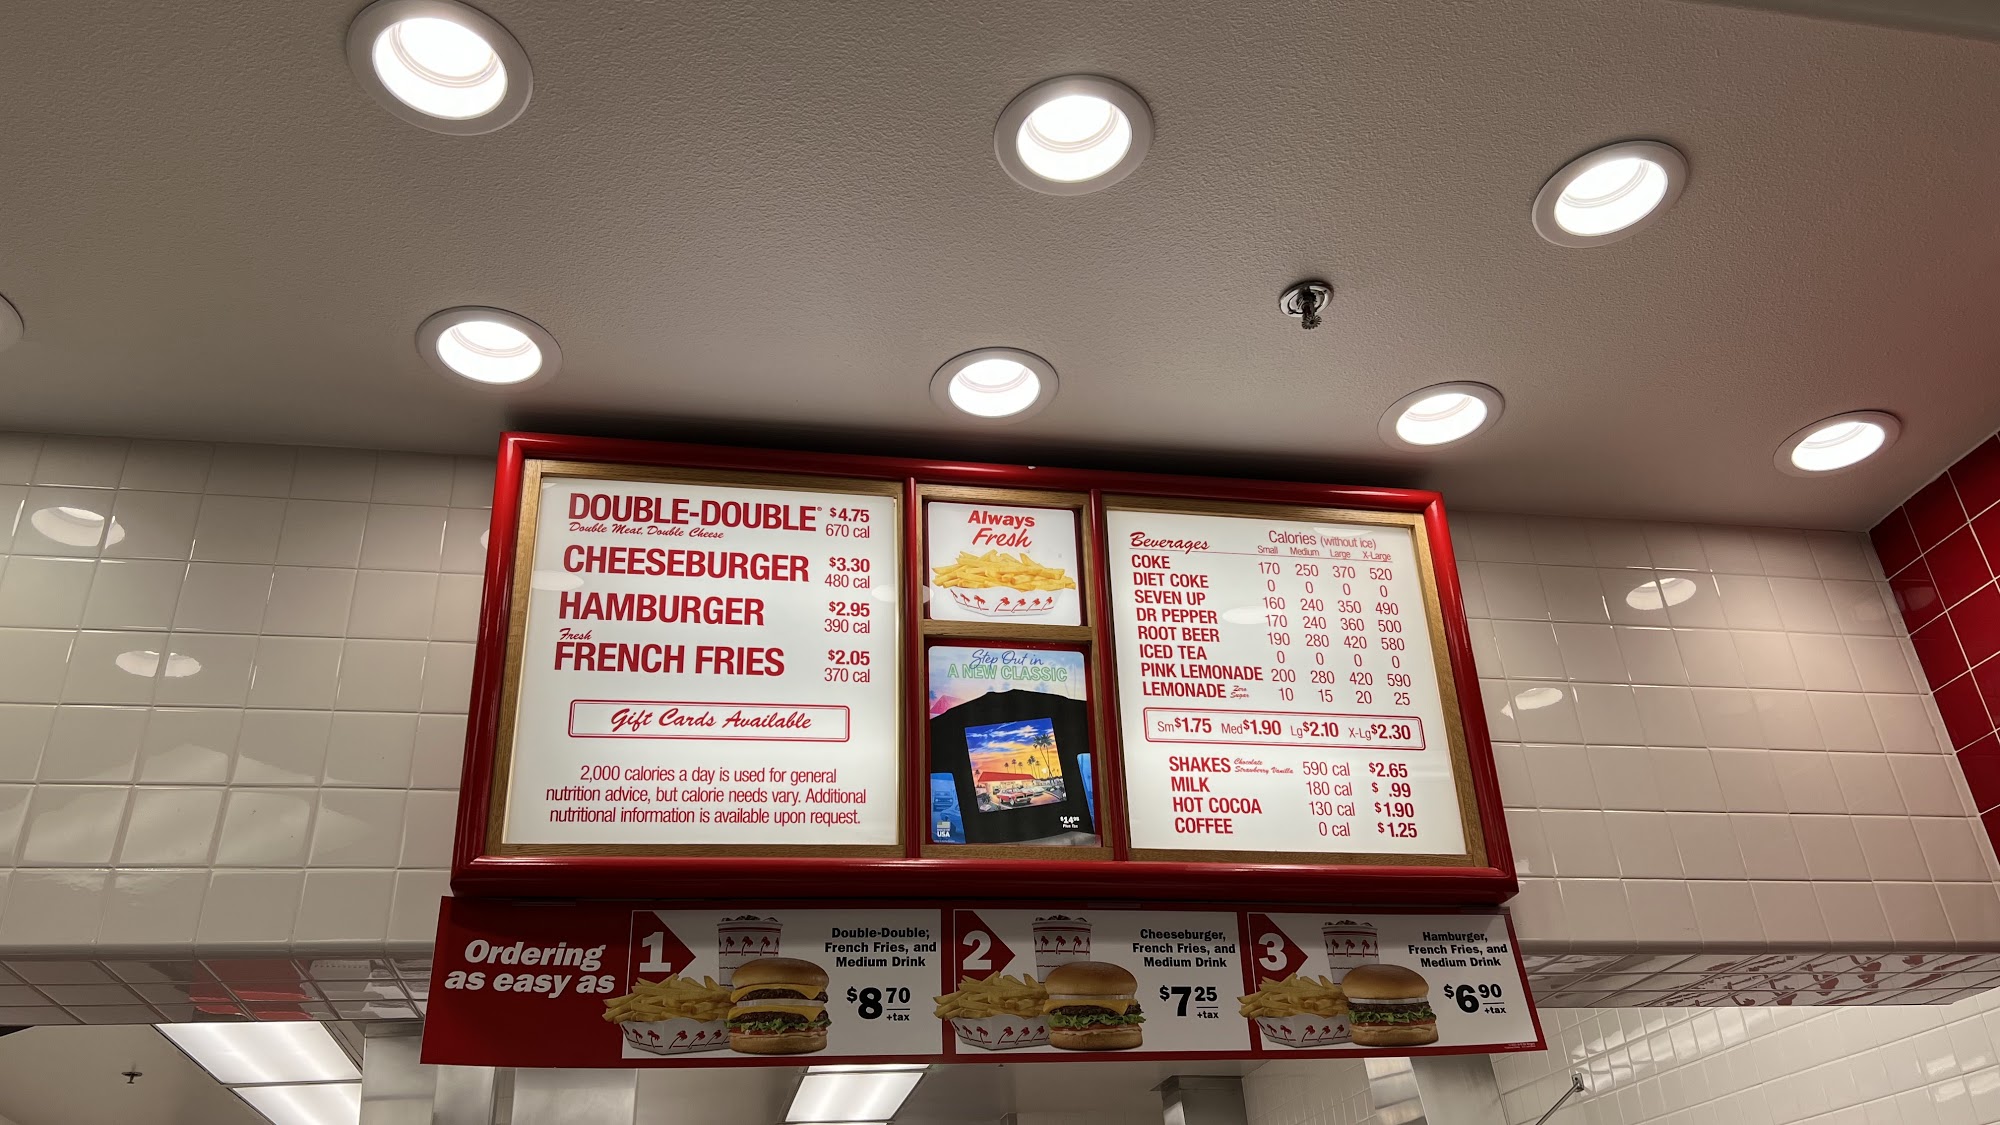 DOUBLE-DOUBLE® $4.75
Double Meat, Double Cheese 670 cal
CHEESEBURGER $3.30
480 cal
HAMBURGER $2.95
390 cal
Fresh
FRENCH FRIES $2.05
370 cal
Gift Cards Available
2,000 calories a day is used for general
nutrition advice, but calorie needs vary. Additional
nutritional information is available upon request.
Always
Fresh
Step Out in
A NEW CLASSIC
USA
$14.95
Plus Tax
Beverages Calories (without ice)
Small Medium Large X-Large
COKE 170 250 370 520
DIET COKE 0 0 0 0
SEVEN UP 160 240 350 490
DR PEPPER 170 240 360 500
ROOT BEER 190 280 420 580
ICED TEA 0 0 0 0
PINK LEMONADE 200 280 420 590
LEMONADE Zero Sugar 10 15 20 25
Sm$1.75 Med$1.90 Lg$2.10 X-Lg$2.30
SHAKES Chocolate Strawberry Vanilla 590 cal $2.65
MILK 180 cal $ .99
HOT COCOA 130 cal $1.90
COFFEE 0 cal $1.25
Ordering
as easy as
1
Double-Double,
French Fries, and
Medium Drink
$8.70
+tax
2
Cheeseburger,
French Fries, and
Medium Drink
$7.25
+tax
3
Hamburger,
French Fries, and
Medium Drink
$6.90
+tax